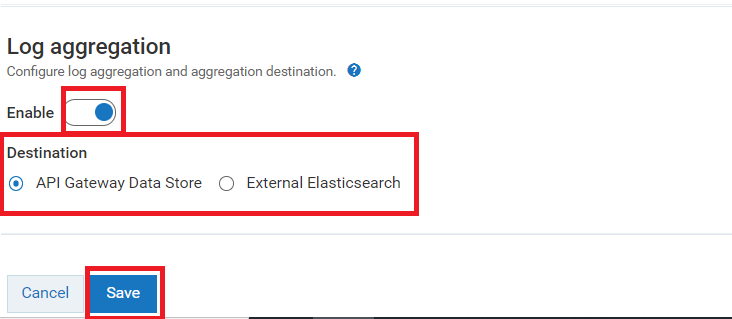 Log aggregation
Configure log aggregation and aggregation destination. ?
Enable
Destination
API Gateway Data Store External Elasticsearch
Cancel Save